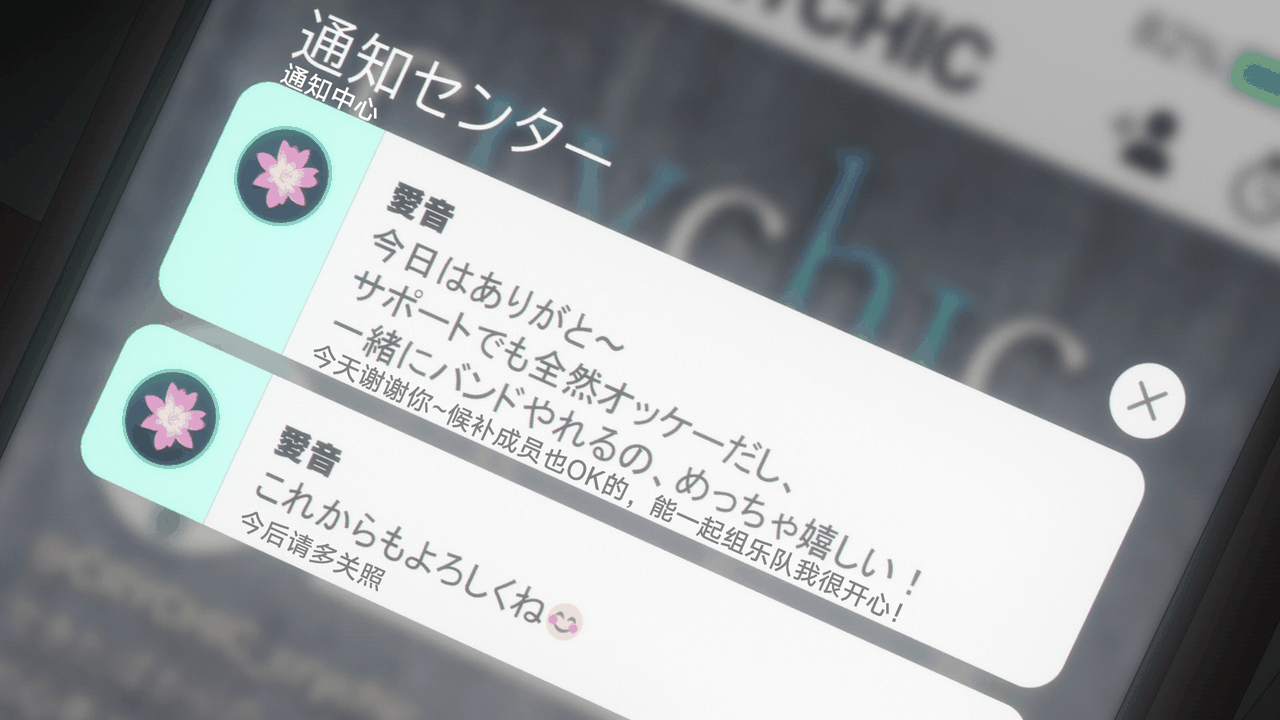 TYCHIC
82%
通知センター
通知中心
ychic
愛音
今日はありがと～
サポートでも全然オッケーだし、
一緒にバンドやれるの、めっちゃ嬉しい！
今天谢谢你~候补成员也OK的，能一起组乐队我很开心！
愛音
これからもよろしくね😊
今后请多关照